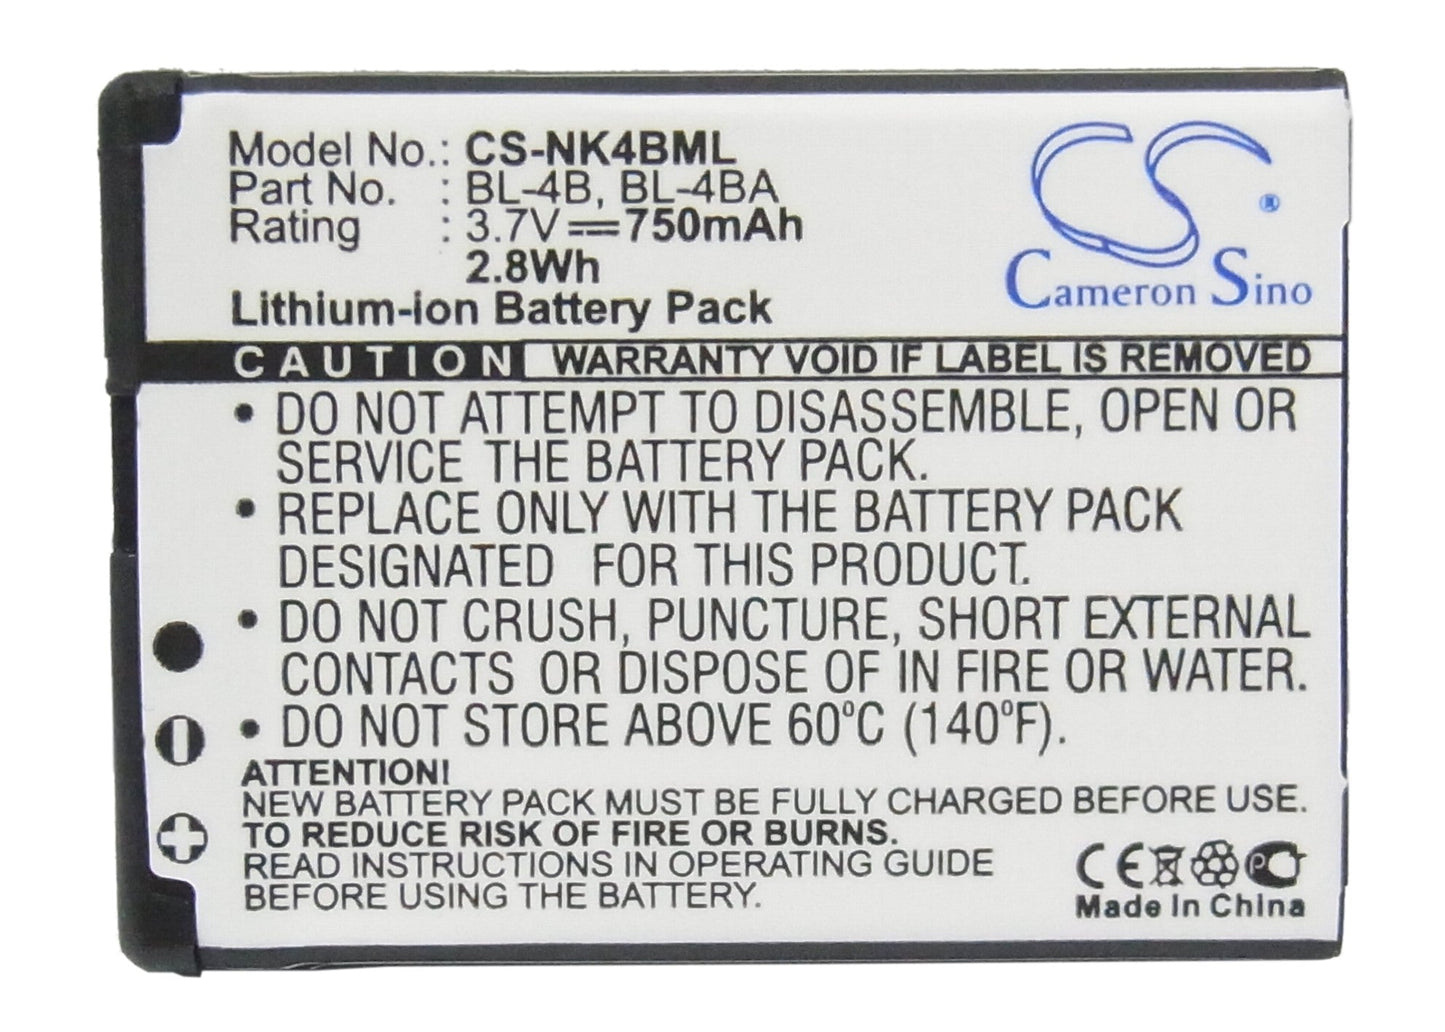 Model No.: CS-NK4BML
Part No. : BL-4B, BL-4BA
Rating : 3.7V⎓750mAh
2.8Wh
Lithium-ion Battery Pack
CS®
Cameron Sino
CAUTION WARRANTY VOID IF LABEL IS REMOVED
• DO NOT ATTEMPT TO DISASSEMBLE, OPEN OR
SERVICE THE BATTERY PACK.
• REPLACE ONLY WITH THE BATTERY PACK
DESIGNATED FOR THIS PRODUCT.
• DO NOT CRUSH, PUNCTURE, SHORT EXTERNAL
CONTACTS OR DISPOSE OF IN FIRE OR WATER.
• DO NOT STORE ABOVE 60°C (140°F).
ATTENTION!
NEW BATTERY PACK MUST BE FULLY CHARGED BEFORE USE.
TO REDUCE RISK OF FIRE OR BURNS.
READ INSTRUCTIONS IN OPERATING GUIDE
BEFORE USING THE BATTERY.
CE PC
Made in China